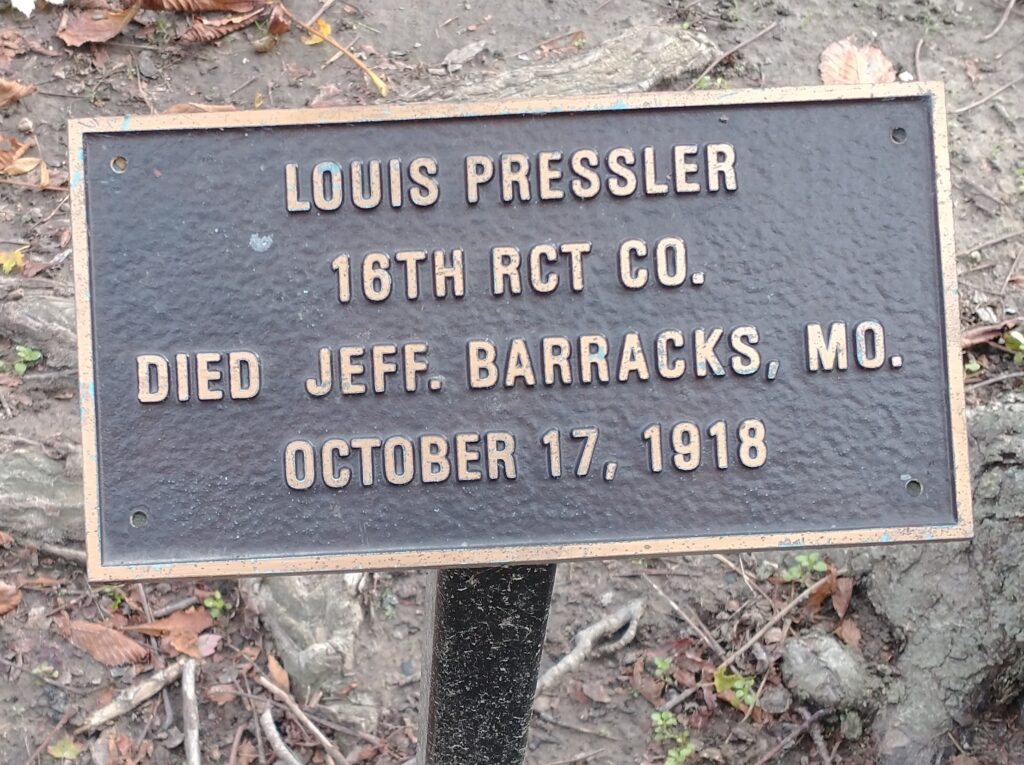 LOUIS PRESSLER
16TH RCT CO.
DIED JEFF. BARRACKS, MO.
OCTOBER 17, 1918